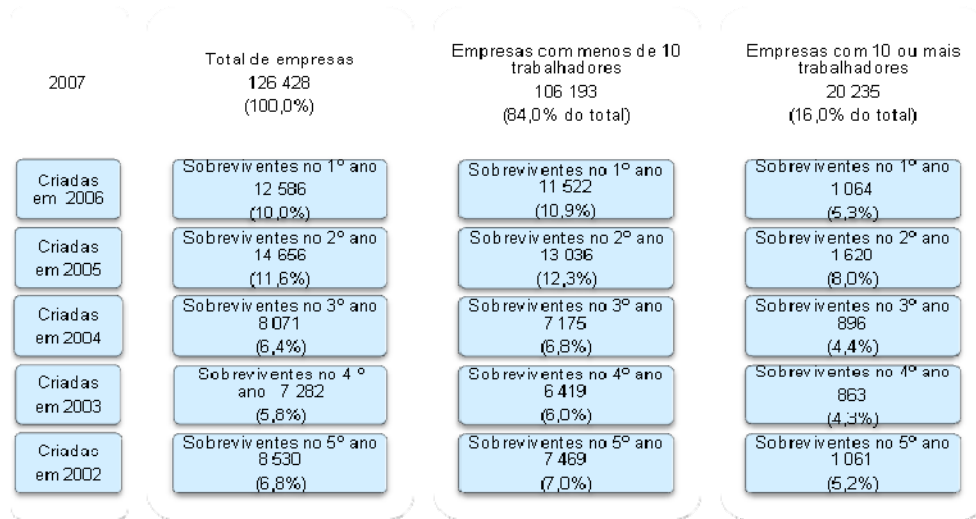 2007
Total de empresas
126 428
(100,0%)
Empresas com menos de 10
trabalhadores
106 193
(84,0% do total)
Empresas com 10 ou mais
trabalhadores
20 235
(16,0% do total)
Criadas
em 2006
Sobreviventes no 1º ano
12 586
(10,0%)
Sobreviventes no 1º ano
11 522
(10,9%)
Sobreviventes no 1º ano
1 064
(5,3%)
Criadas
em 2005
Sobreviventes no 2º ano
14 656
(11,6%)
Sobreviventes no 2º ano
13 036
(12,3%)
Sobreviventes no 2º ano
1 620
(8,0%)
Criadas
em 2004
Sobreviventes no 3º ano
8 071
(6,4%)
Sobreviventes no 3º ano
7 175
(6,8%)
Sobreviventes no 3º ano
896
(4,4%)
Criadas
em 2003
Sobreviventes no 4 º
ano 7 282
(5,8%)
Sobreviventes no 4º ano
6 419
(6,0%)
Sobreviventes no 4º ano
863
(4,3%)
Criadas
em 2002
Sobreviventes no 5º ano
8 530
(6,8%)
Sobreviventes no 5º ano
7 469
(7,0%)
Sobreviventes no 5º ano
1 061
(5,2%)